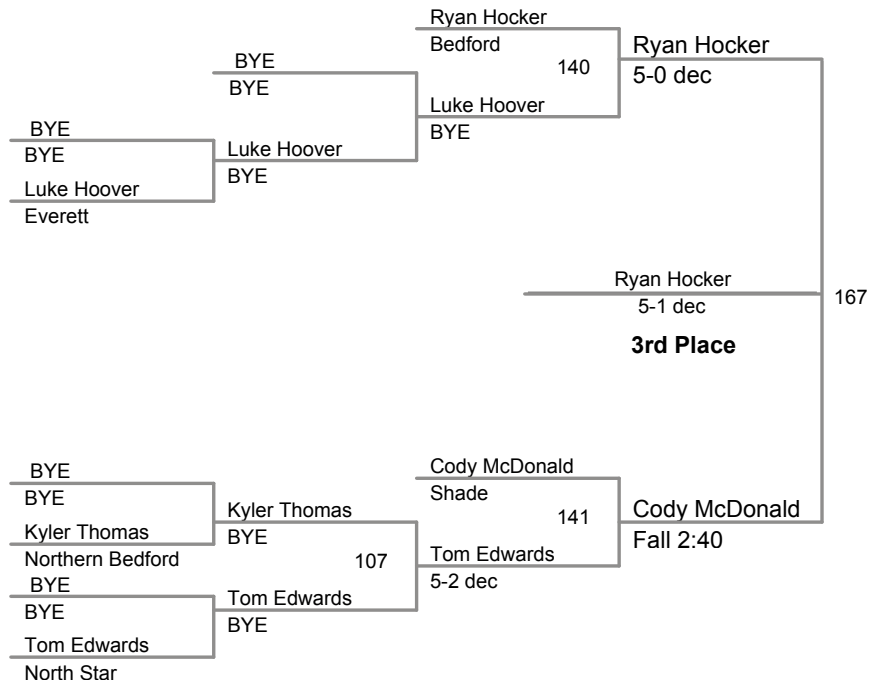 Ryan Hocker
Bedford
140
Ryan Hocker
5-0 dec
BYE
BYE
Luke Hoover
BYE
BYE
BYE
Luke Hoover
BYE
Luke Hoover
Everett
Ryan Hocker
5-1 dec
167
3rd Place
BYE
BYE
Kyler Thomas
BYE
Kyler Thomas
Northern Bedford
107
Cody McDonald
Shade
141
Cody McDonald
Fall 2:40
Tom Edwards
5-2 dec
BYE
BYE
Tom Edwards
BYE
Tom Edwards
North Star